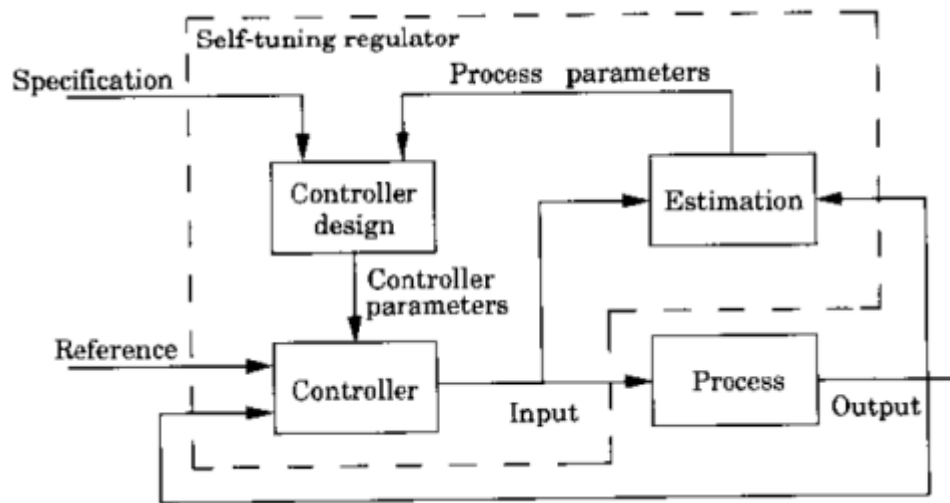 Self-tuning regulator
Specification
Process parameters
Controller
design
Estimation
Controller
parameters
Reference
Controller
Process
Input
Output